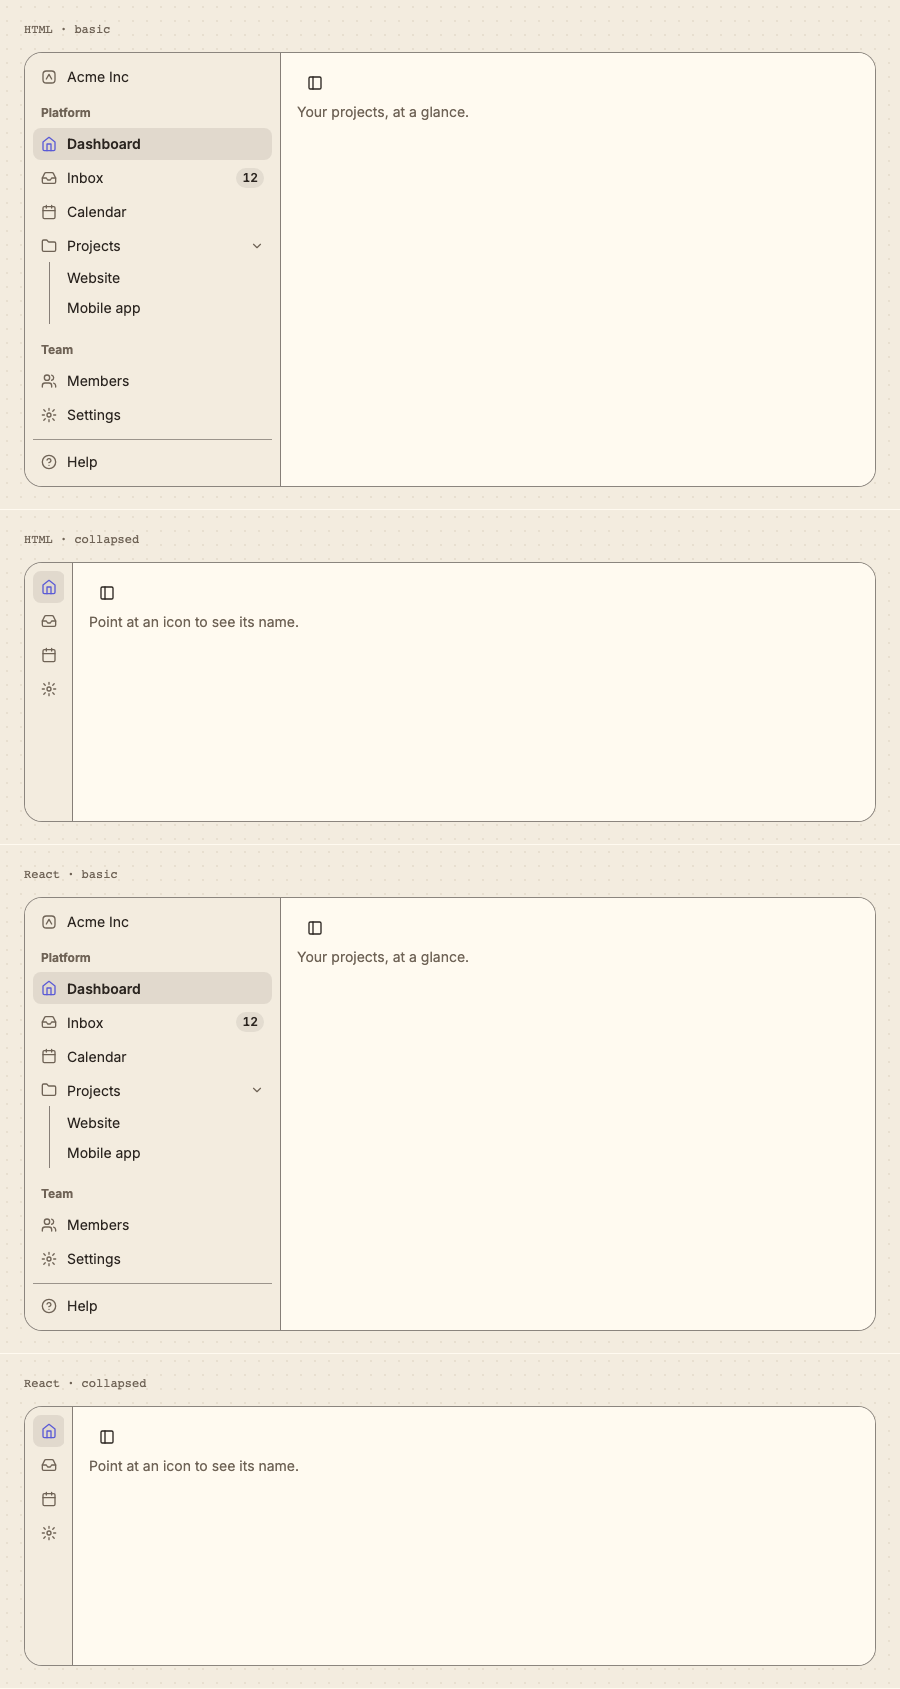 HTML · basic
Acme Inc
Platform
Dashboard
Inbox 12
Calendar
Projects
Website
Mobile app
Team
Members
Settings
Help
Your projects, at a glance.
HTML · collapsed
Point at an icon to see its name.
React · basic
Acme Inc
Platform
Dashboard
Inbox 12
Calendar
Projects
Website
Mobile app
Team
Members
Settings
Help
Your projects, at a glance.
React · collapsed
Point at an icon to see its name.